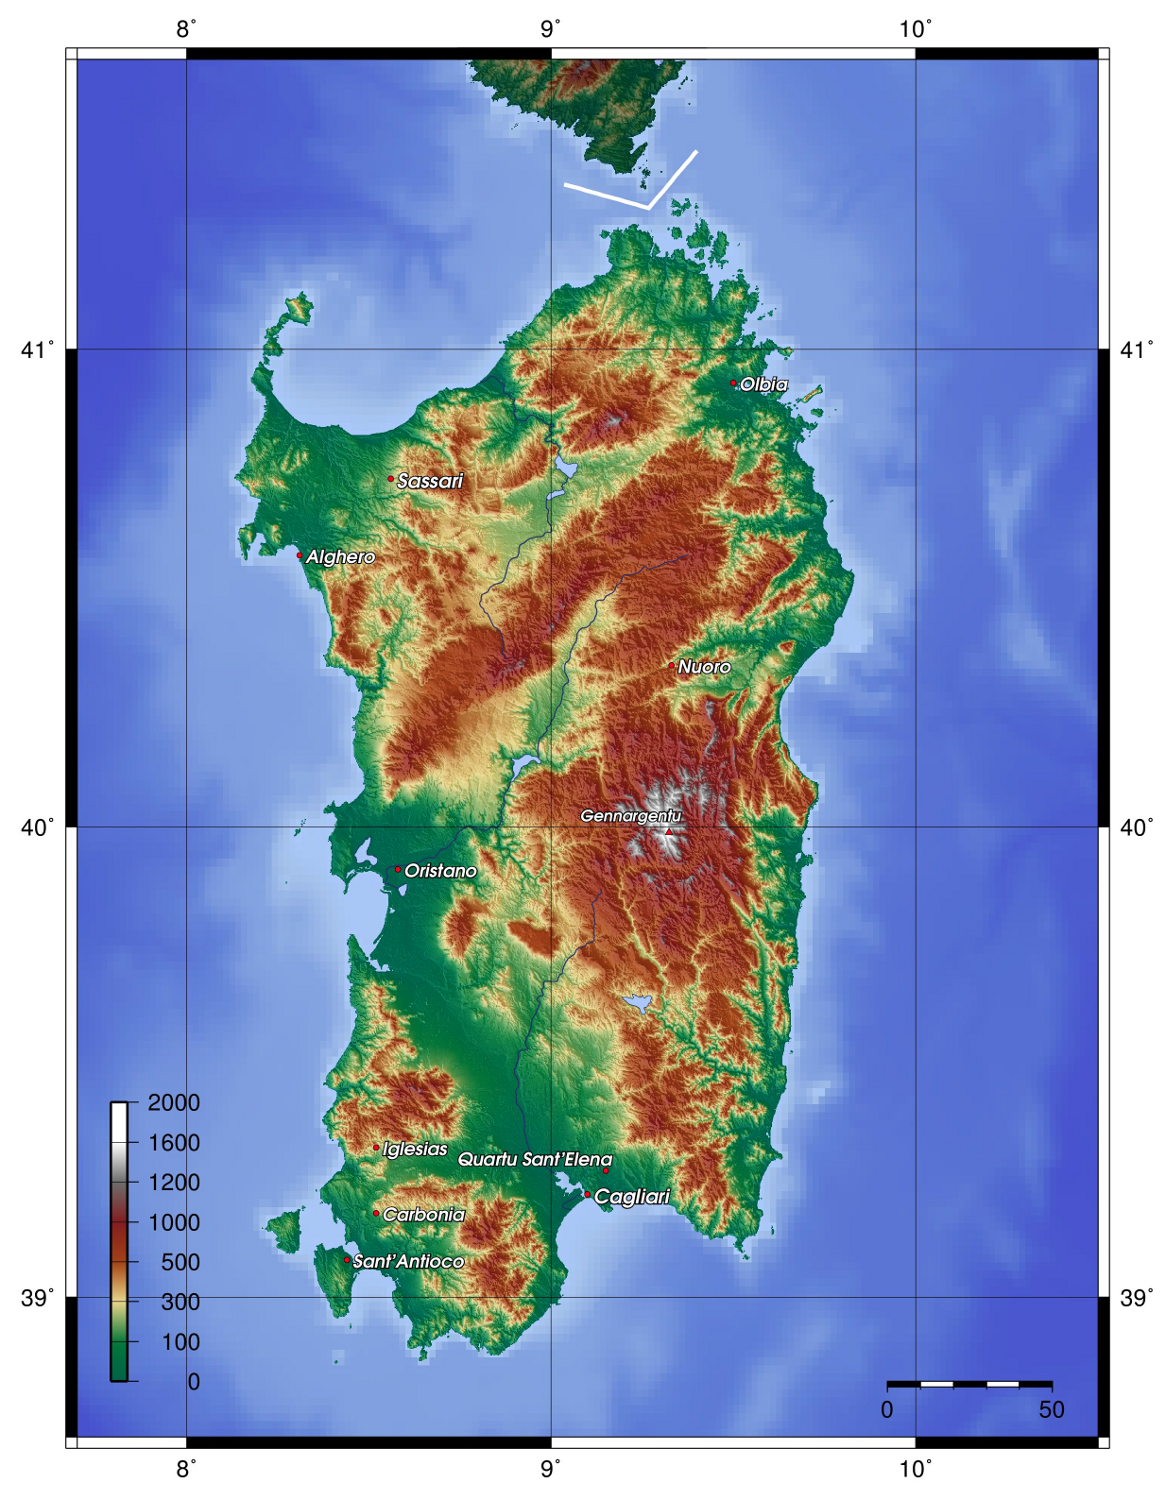 8° 9° 10°
41° 41°
Olbia
Sassari
Alghero
Nuoro
Gennargentu
40° 40°
Oristano
2000
1600
Iglesias
Quartu Sant'Elena
1200
Cagliari
1000
Carbonia
500
Sant'Antioco
39° 39°
300
100
0
0 50
8° 9° 10°